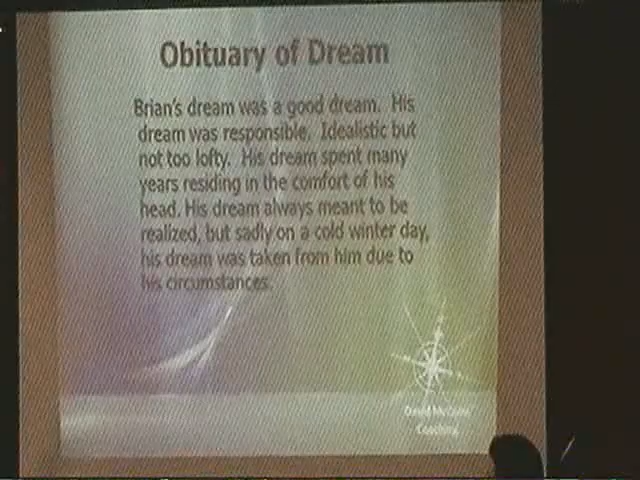 Obituary of Dream
Brian's dream was a good dream. His
dream was responsible. Idealistic but
not too lofty. His dream spent many
years residing in the comfort of his
head. His dream always meant to be
realized, but sadly on a cold winter day,
his dream was taken from him due to
his circumstances.
David
Coaching